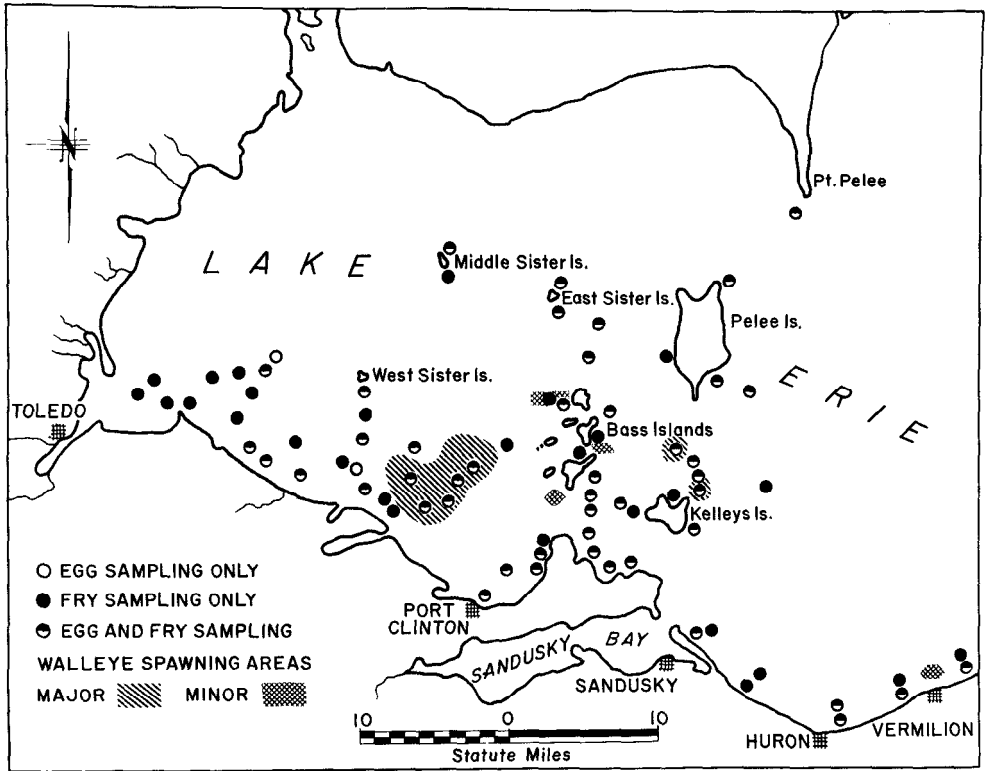 N
Pt. Pelee
LAKE
Middle Sister Is.
East Sister Is.
Pelee Is.
ERIE
West Sister Is.
TOLEDO
Bass Islands
Kelleys Is.
○ EGG SAMPLING ONLY
● FRY SAMPLING ONLY
EGG AND FRY SAMPLING
WALLEYE SPAWNING AREAS
MAJOR MINOR
PORT
CLINTON
SANDUSKY BAY
SANDUSKY
10 0 10
Statute Miles
HURON
VERMILION